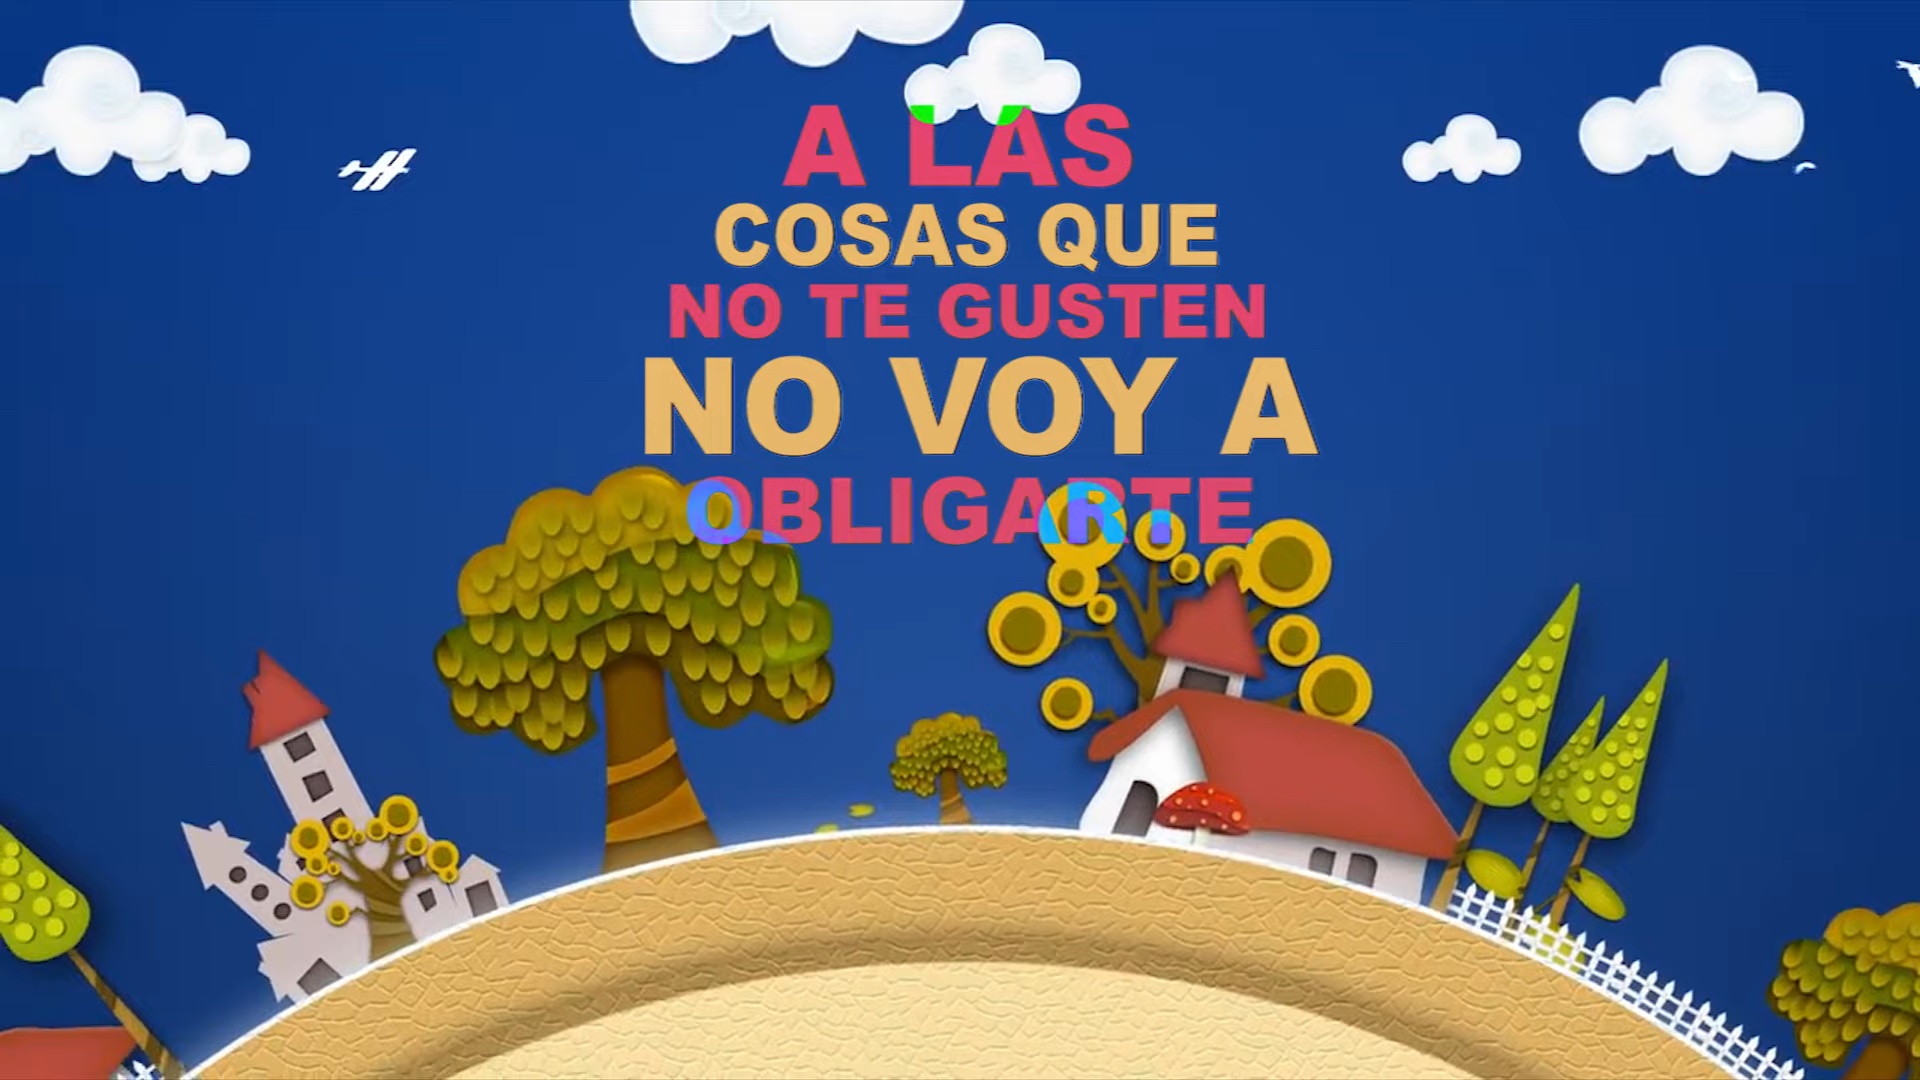 A LAS
COSAS QUE
NO TE GUSTEN
NO VOY A
OBLIGARTE